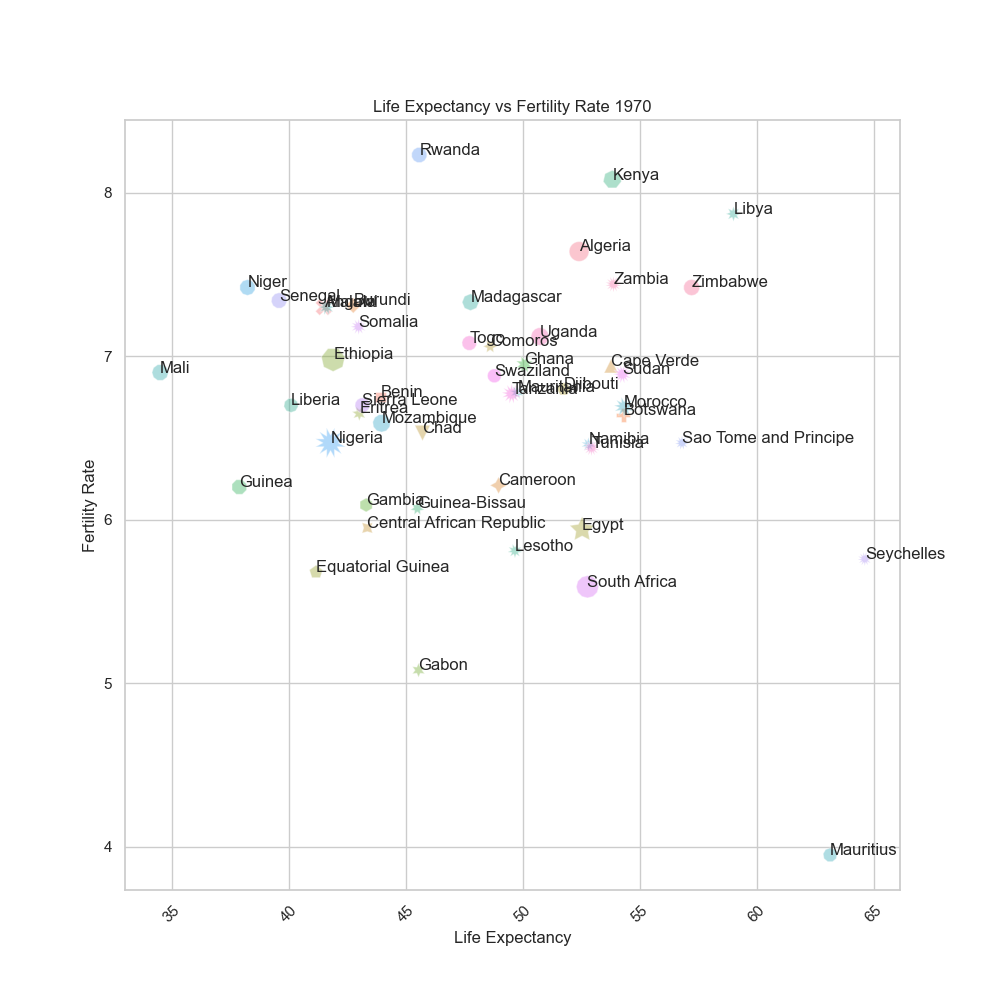 Life Expectancy vs Fertility Rate 1970
Rwanda
Kenya
8
Libya
Algeria
Zambia
Niger
Zimbabwe
Senegal
Madagascar
Burundi
Angola
Somalia
Uganda
Togo
Comoros
Ethiopia
7
Ghana
Cape Verde
Mali
Sudan
Swaziland
Djibouti
Mauritania
Tanzania
Benin
Liberia
Sierra Leone
Morocco
Eritrea
Botswana
Mozambique
Chad
Nigeria
Namibia
Tunisia
Sao Tome and Principe
Guinea
Cameroon
Gambia
Guinea-Bissau
Central African Republic
Egypt
6
Lesotho
Seychelles
Equatorial Guinea
South Africa
Gabon
5
Mauritius
4
Fertility Rate
35
40
45
50
55
60
65
Life Expectancy